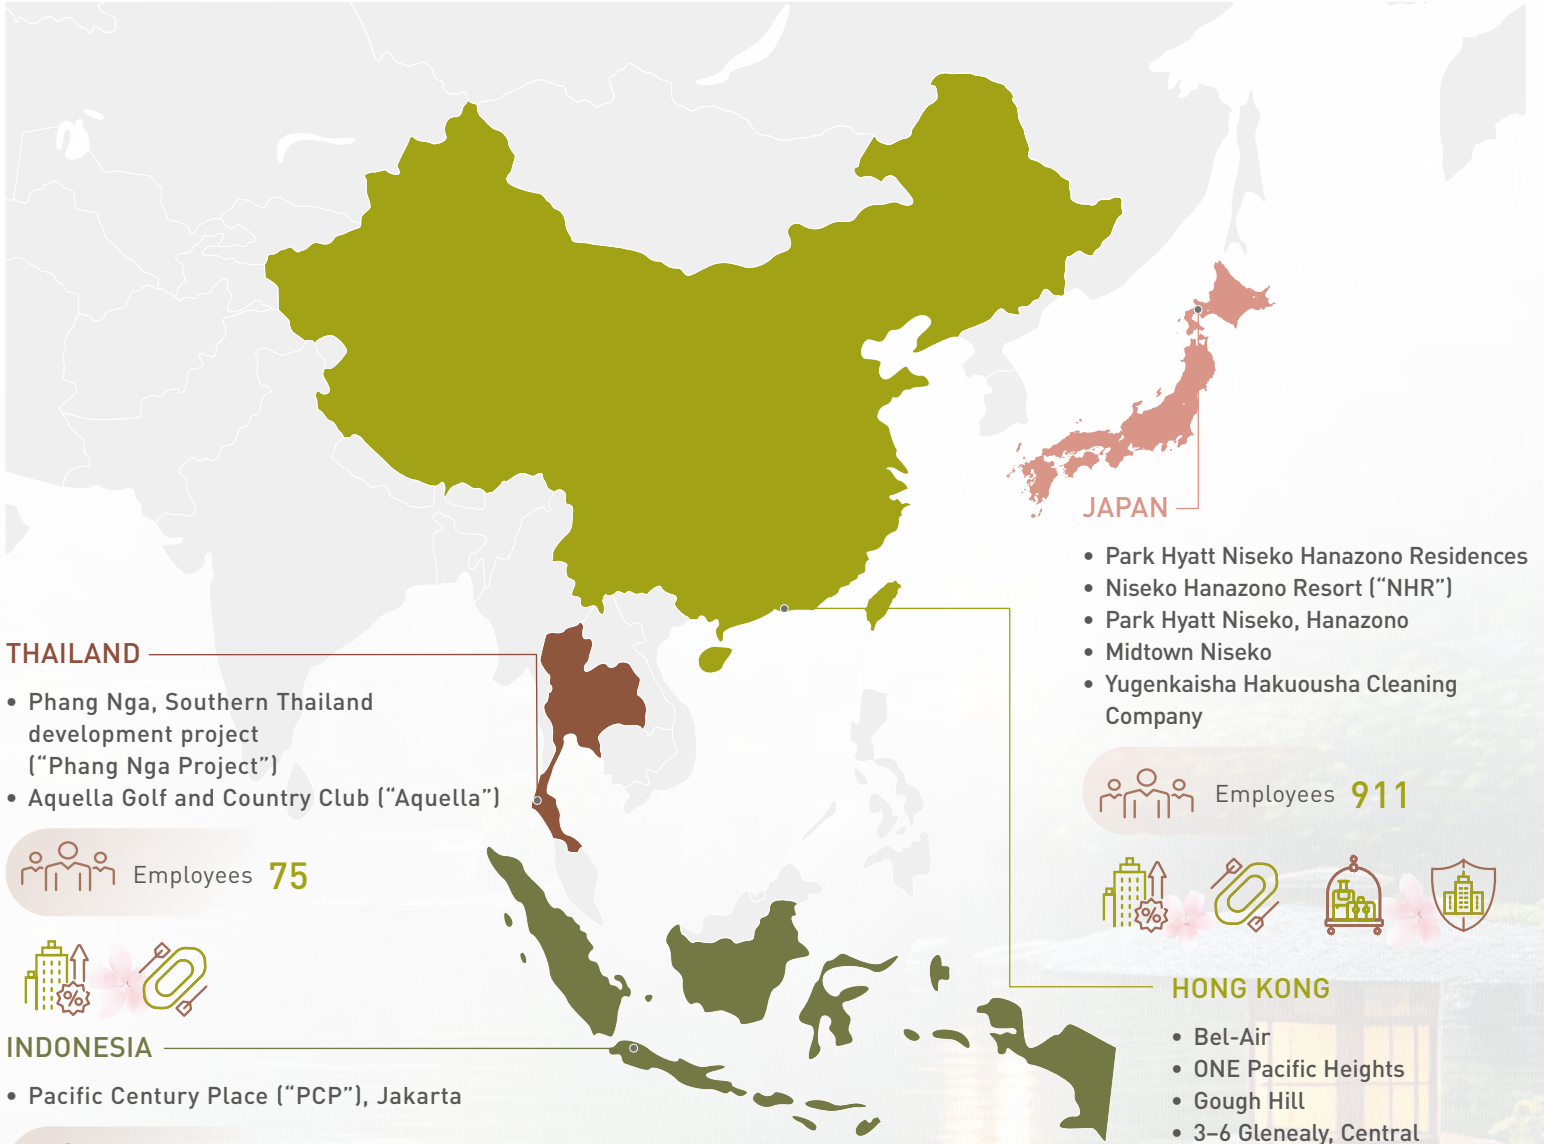 JAPAN
• Park Hyatt Niseko Hanazono Residences
• Niseko Hanazono Resort (“NHR”)
• Park Hyatt Niseko, Hanazono
• Midtown Niseko
• Yugenkaisha Hakuousha Cleaning
Company
Employees 911
%
THAILAND
• Phang Nga, Southern Thailand
development project
(“Phang Nga Project”)
• Aquella Golf and Country Club (“Aquella”)
Employees 75
%
INDONESIA
• Pacific Century Place (“PCP”), Jakarta
HONG KONG
• Bel-Air
• ONE Pacific Heights
• Gough Hill
• 3–6 Glenealy, Central